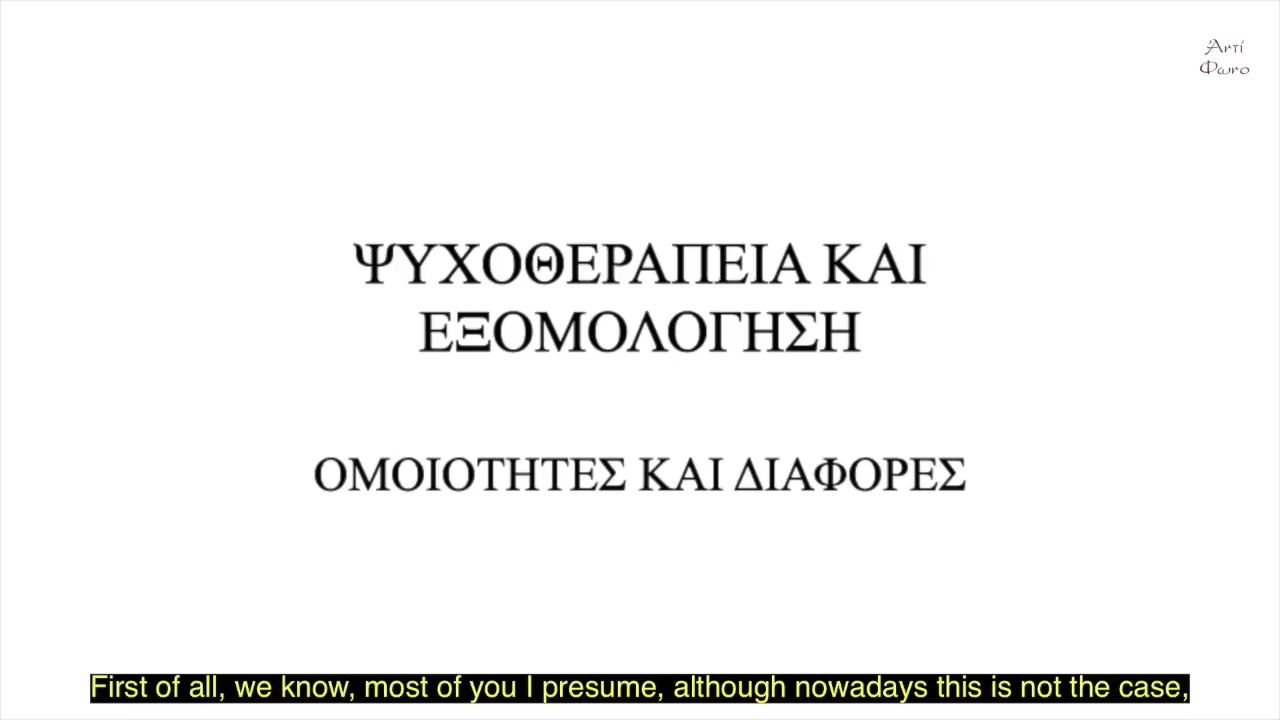 Ἀντί
Φωνο
ΨΥΧΟΘΕΡΑΠΕΙΑ ΚΑΙ
ΕΞΟΜΟΛΟΓΗΣΗ
ΟΜΟΙΟΤΗΤΕΣ ΚΑΙ ΔΙΑΦΟΡΕΣ
First of all, we know, most of you I presume, although nowadays this is not the case,